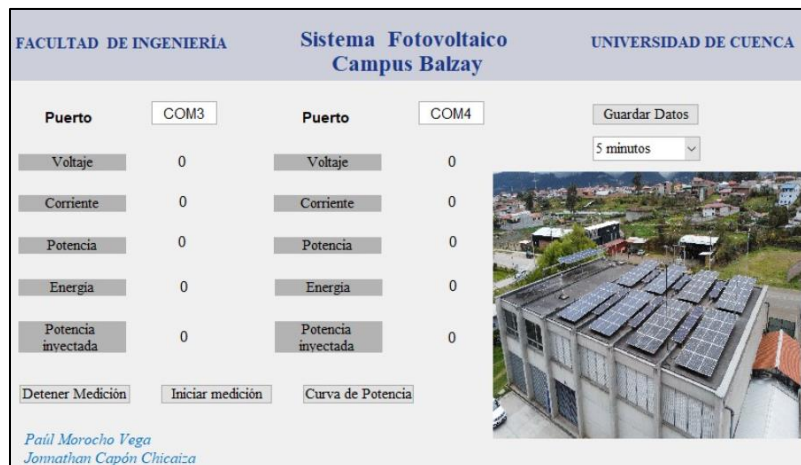 FACULTAD DE INGENIERÍA
Sistema Fotovoltaico
Campus Balzay
UNIVERSIDAD DE CUENCA
Puerto COM3
Puerto COM4
Guardar Datos
5 minutos
Voltaje 0
Voltaje 0
Corriente 0
Corriente 0
Potencia 0
Potencia 0
Energía 0
Energía 0
Potencia
inyectada 0
Potencia
inyectada 0
Detener Medición
Iniciar medición
Curva de Potencia
Paúl Morocho Vega
Jonnathan Capón Chicaiza